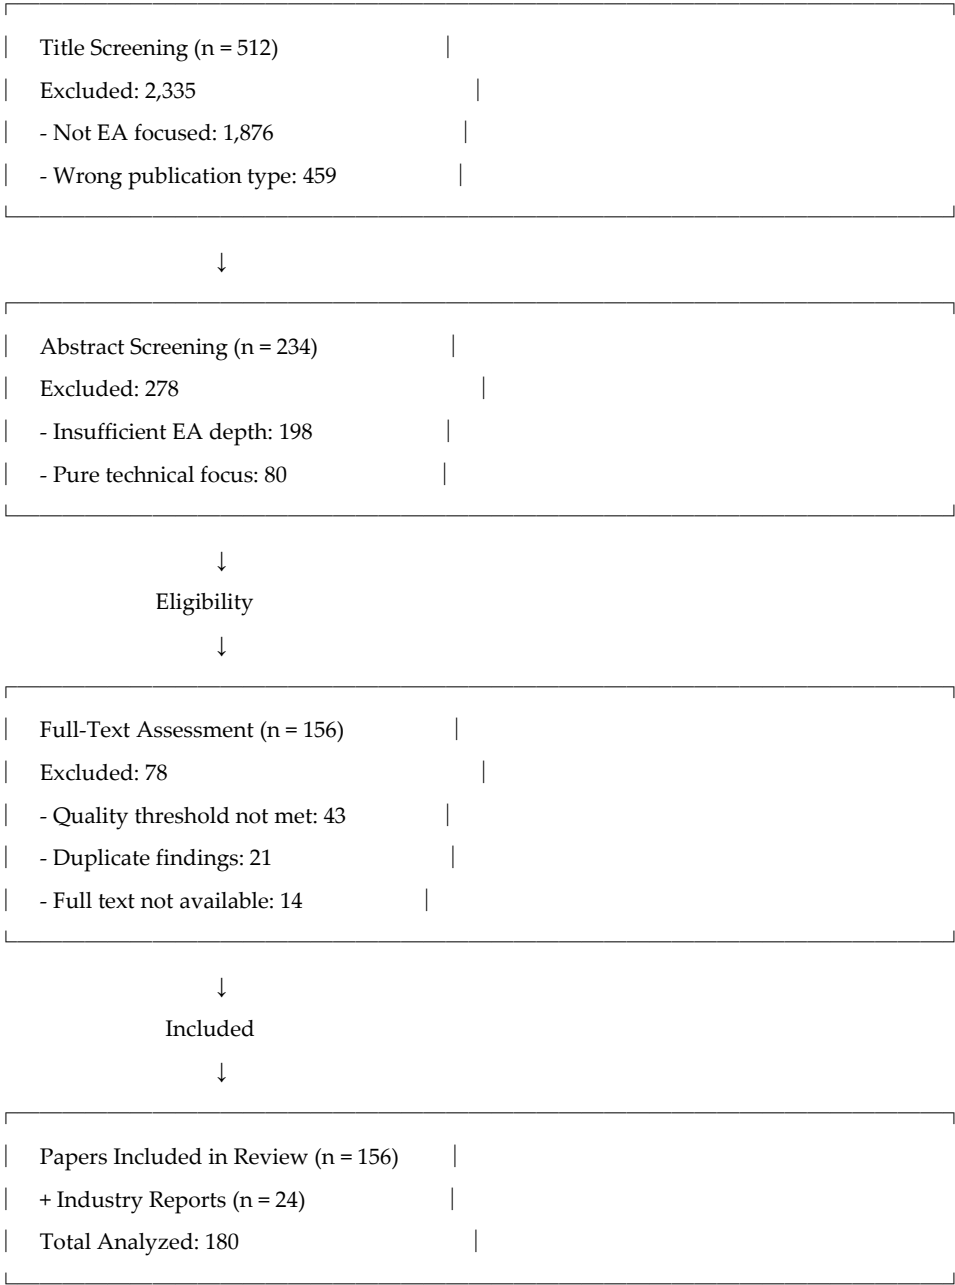 Title Screening (n = 512)
Excluded: 2,335
- Not EA focused: 1,876
- Wrong publication type: 459
↓
Abstract Screening (n = 234)
Excluded: 278
- Insufficient EA depth: 198
- Pure technical focus: 80
↓
Eligibility
↓
Full-Text Assessment (n = 156)
Excluded: 78
- Quality threshold not met: 43
- Duplicate findings: 21
- Full text not available: 14
↓
Included
↓
Papers Included in Review (n = 156)
+ Industry Reports (n = 24)
Total Analyzed: 180